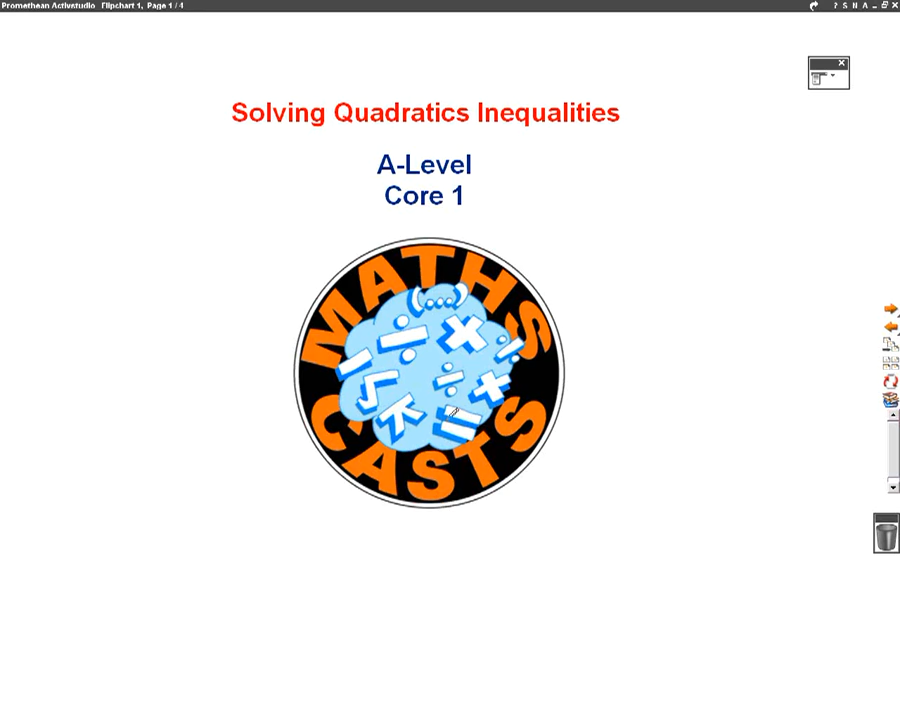 Promethean Activstudio Flipchart 1, Page 1 / 4
? S N A
Solving Quadratics Inequalities
A-Level
Core 1
MATHS
CASTS